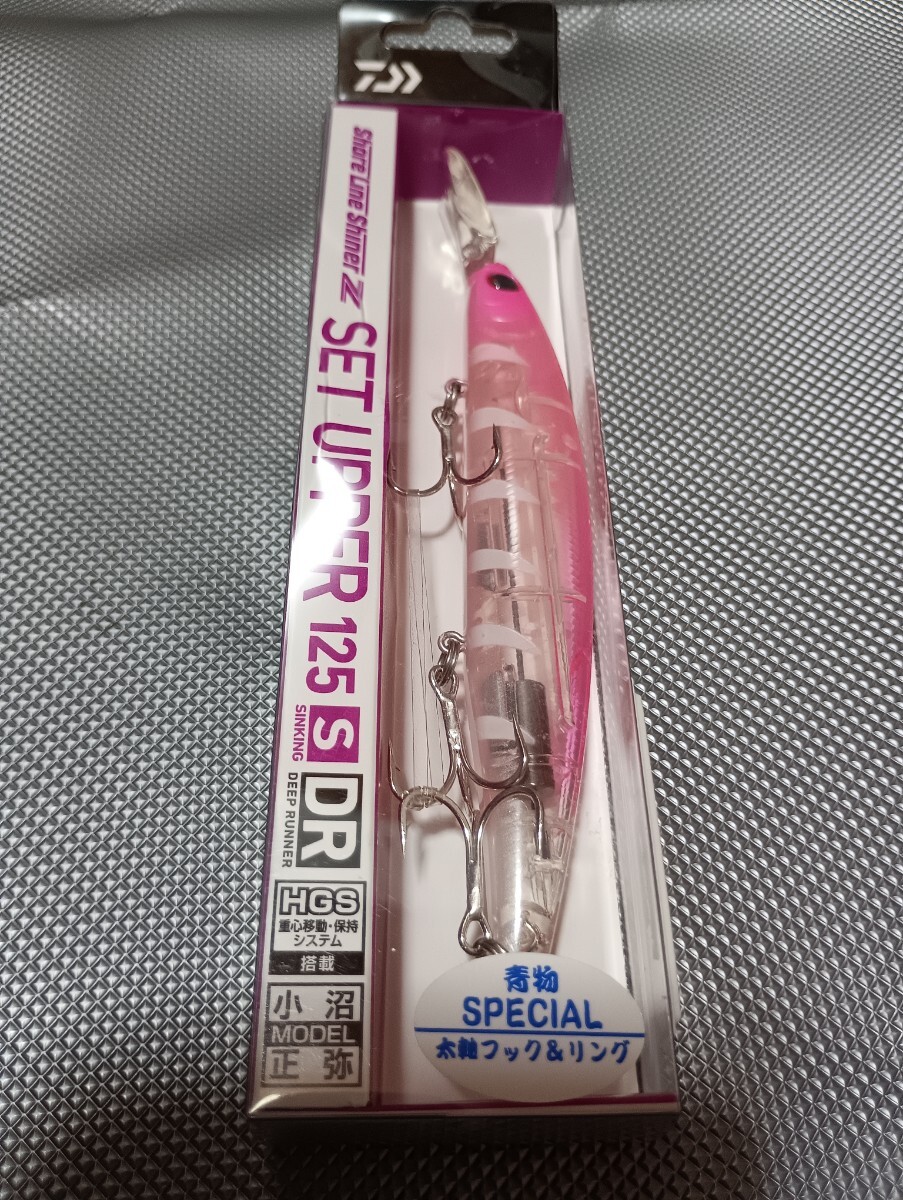 Shore Line Shiner Z
SET UPPER 125 S DR
SINKING
DEEP RUNNER
HGS
重心移動・保持
システム
搭載
小沼
MODEL
正弥
青物
SPECIAL
太軸フック&リング